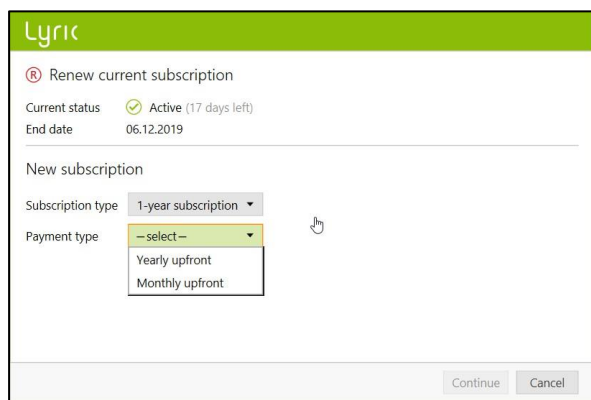 Lyric
R Renew current subscription
Current status Active (17 days left)
End date 06.12.2019
New subscription
Subscription type 1-year subscription
Payment type —select—
Yearly upfront
Monthly upfront
Continue Cancel